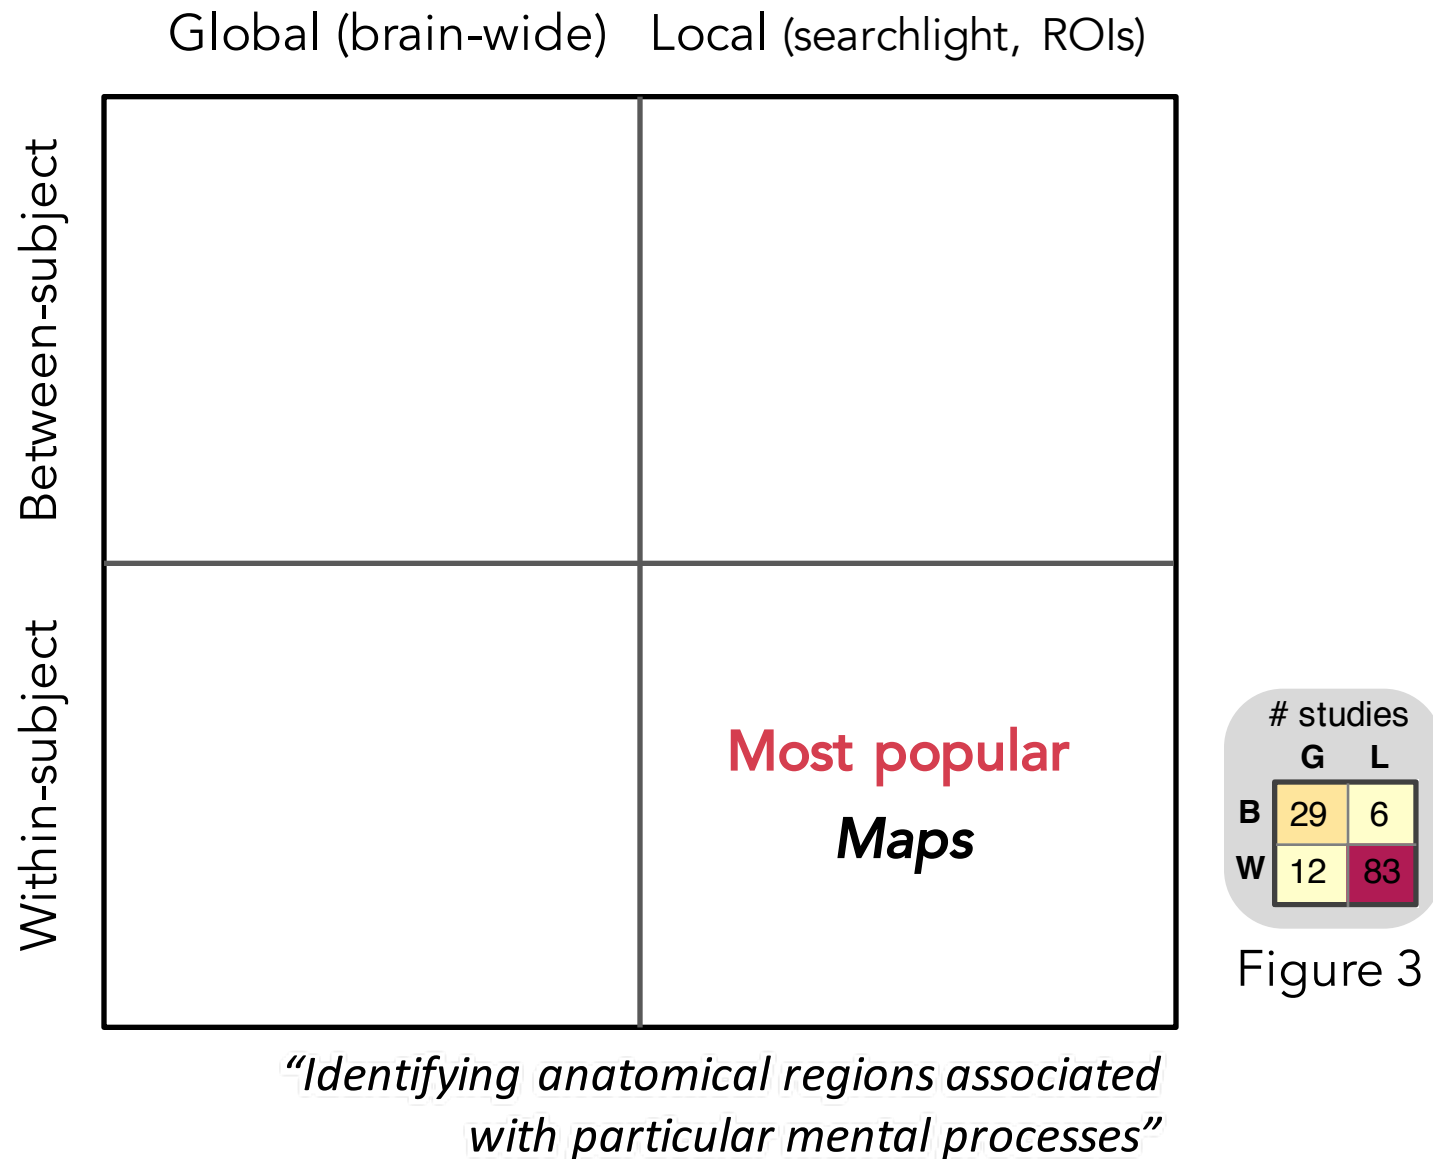 Global (brain-wide) Local (searchlight, ROIs)
Between-subject
Within-subject
Most popular
Maps
# studies
G L
B 29 6
W 12 83
Figure 3
“Identifying anatomical regions associated
with particular mental processes”